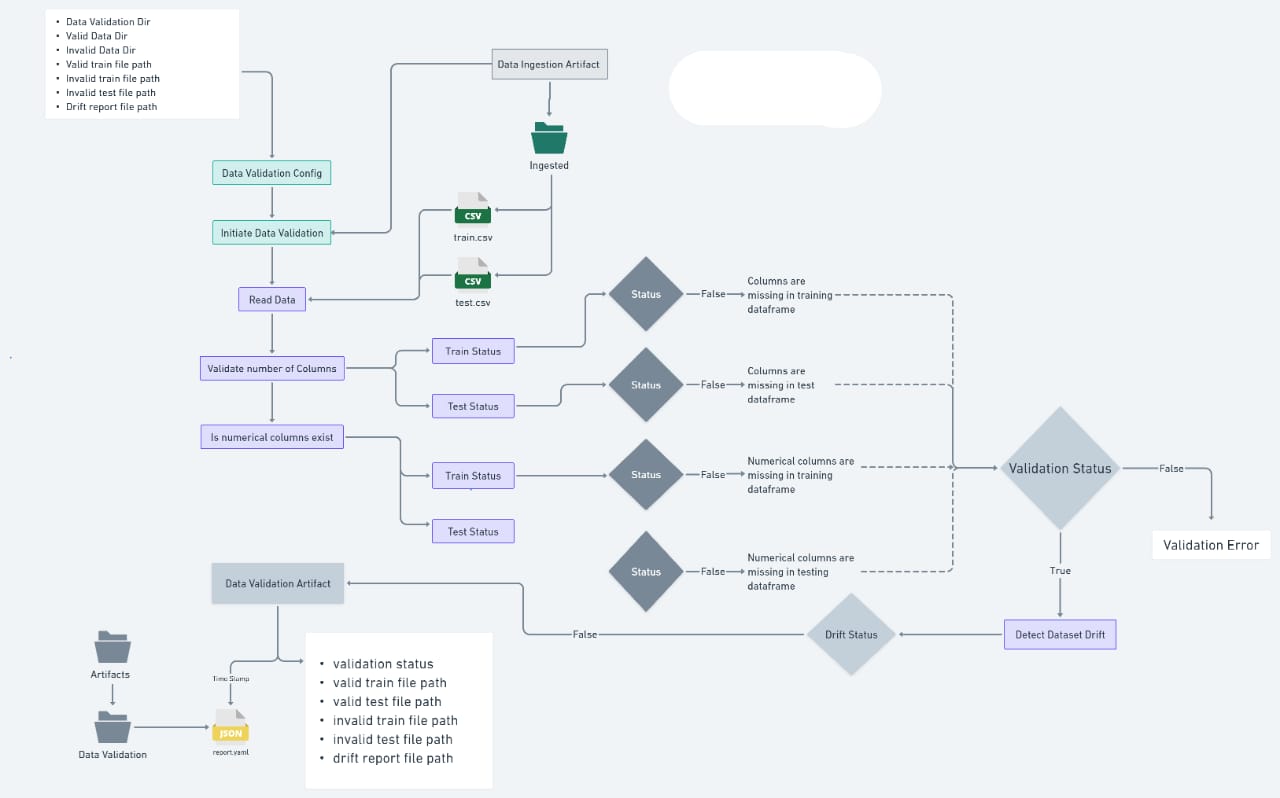 • Data Validation Dir
• Valid Data Dir
• Invalid Data Dir
• Valid train file path
• Invalid train file path
• Invalid test file path
• Drift report file path
Data Ingestion Artifact
Ingested
Data Validation Config
Initiate Data Validation
CSV
train.csv
CSV
test.csv
Read Data
Validate number of Columns
Is numerical columns exist
Train Status
Test Status
Train Status
Test Status
Status
False
Columns are
missing in training
dataframe
Status
False
Columns are
missing in test
dataframe
Status
False
Numerical columns are
missing in training
dataframe
Status
False
Numerical columns are
missing in testing
dataframe
Validation Status
False
Validation Error
True
Detect Dataset Drift
Drift Status
False
Data Validation Artifact
Artifacts
Data Validation
Time Stamp
JSON
report.yaml
• validation status
• valid train file path
• valid test file path
• invalid train file path
• invalid test file path
• drift report file path